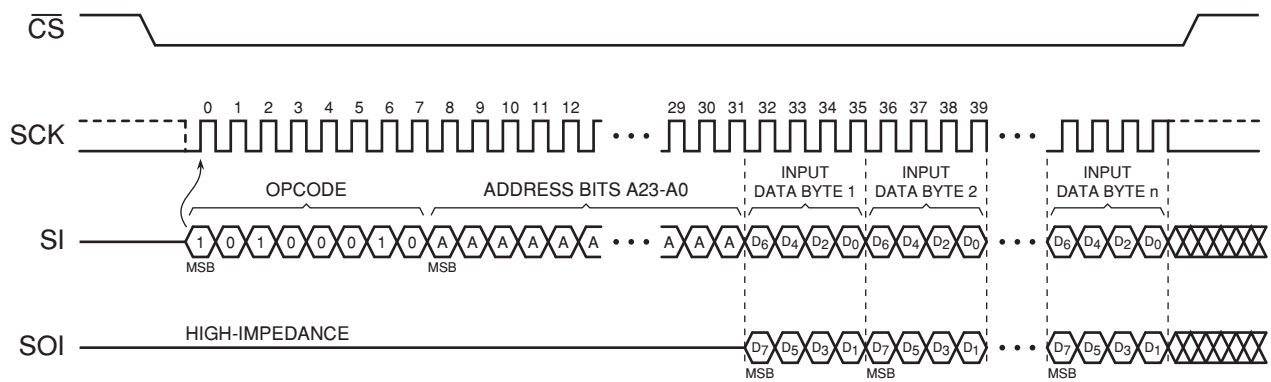 CS
0 1 2 3 4 5 6 7 8 9 10 11 12 29 30 31 32 33 34 35 36 37 38 39
SCK
OPCODE
ADDRESS BITS A23-A0
INPUT
DATA BYTE 1
INPUT
DATA BYTE 2
INPUT
DATA BYTE n
SI
1 0 1 0 0 0 1 0 A A A A A A A A A D6 D4 D2 D0 D6 D4 D2 D0 D6 D4 D2 D0
MSB MSB
HIGH-IMPEDANCE
SOI
D7 D5 D3 D1 D7 D5 D3 D1 D7 D5 D3 D1
MSB MSB MSB